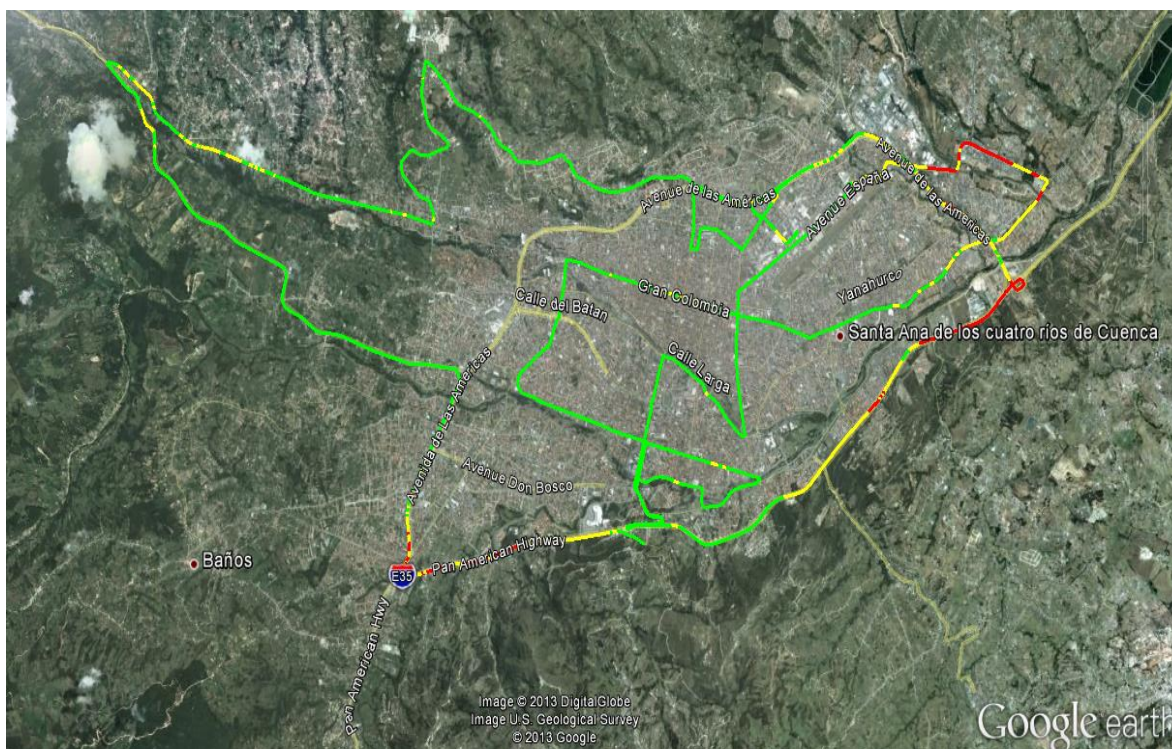 Avenue de las Américas
Avenue España
Avenue de Las Americas
Gran Colombia
Yanahurco
Calle del Batan
Santa Ana de los cuatro rios de Cuenca
Calle Larga
Avenida de Las Américas
Avenue Don Bosco
Baños
Pan American Highway
E35
Pan American Hwy
Image © 2013 DigitalGlobe
Image U.S. Geological Survey
© 2013 Google
Google earth